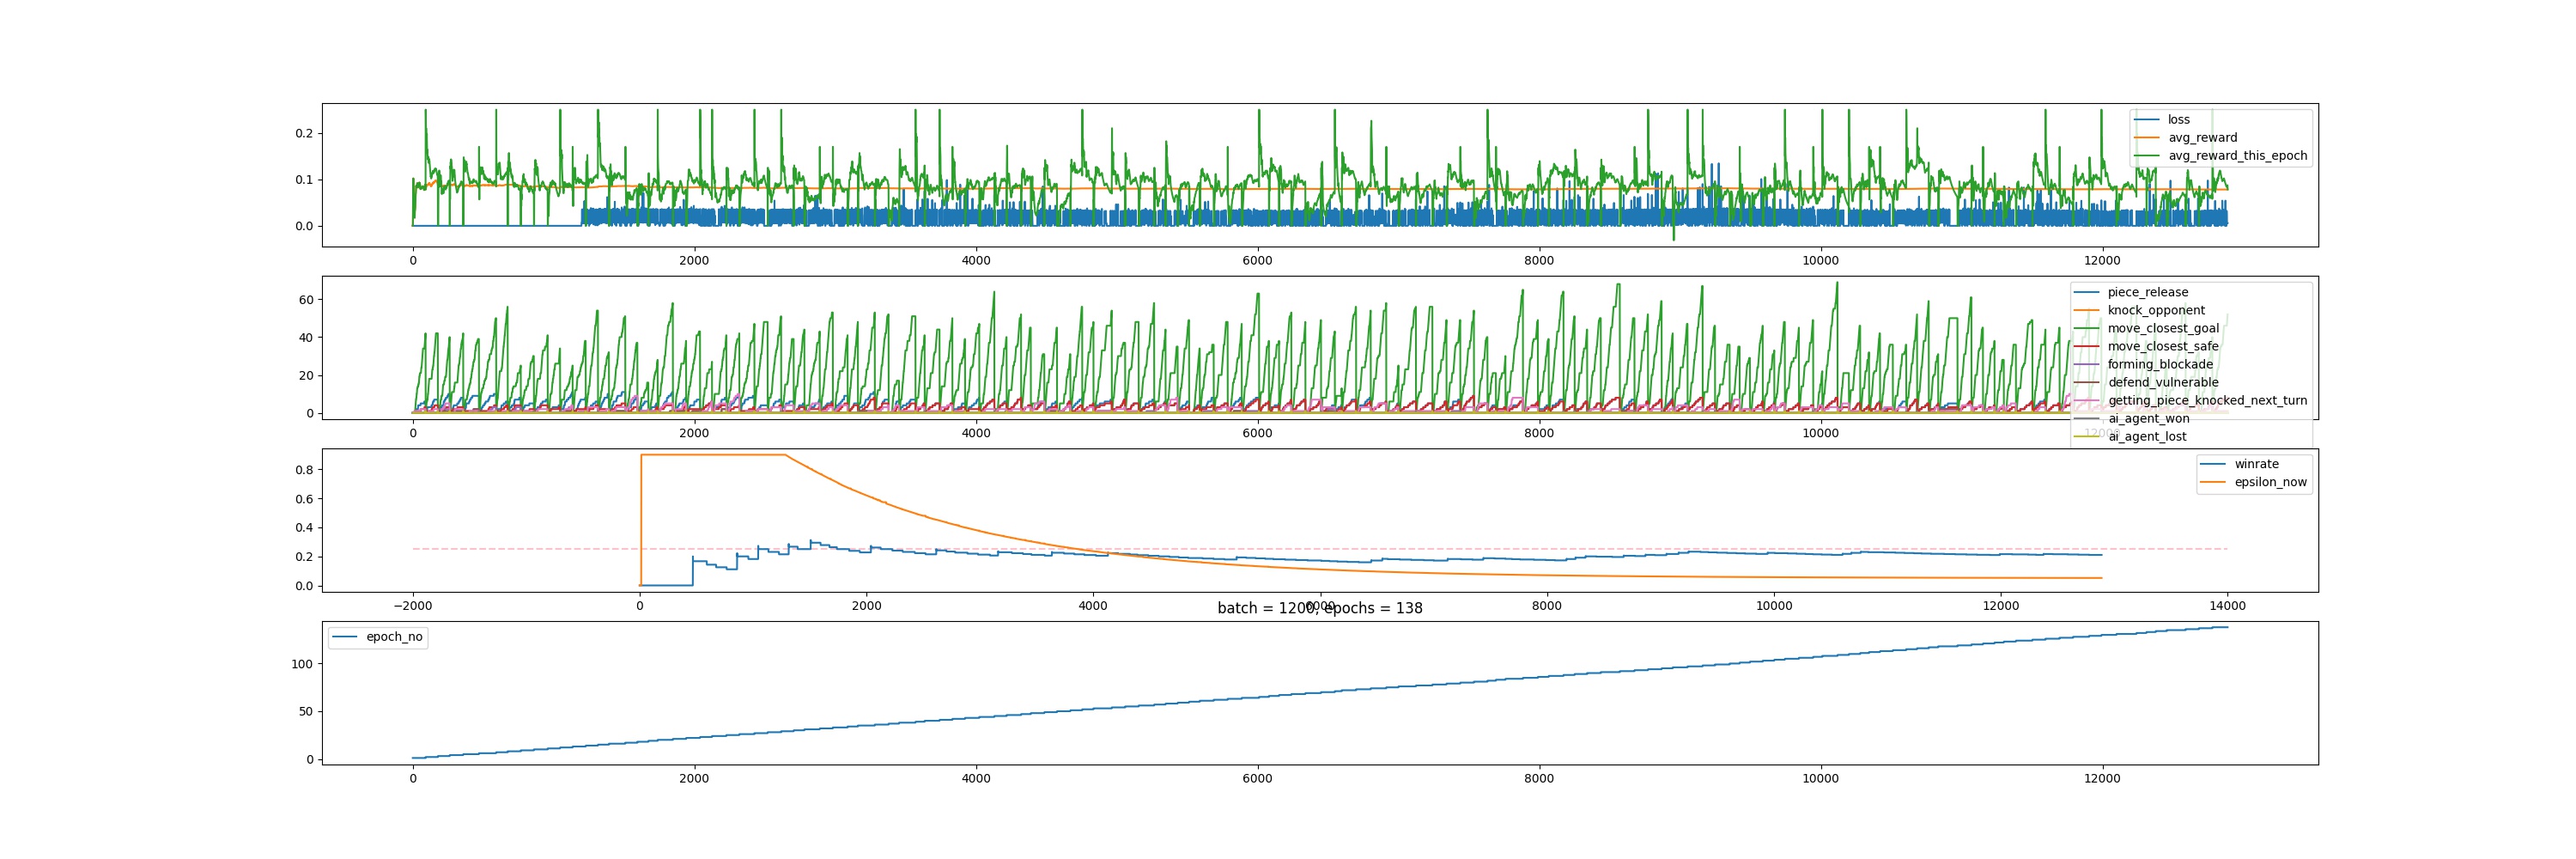 0.2
0.1
0.0
loss
avg_reward
avg_reward_this_epoch
0 2000 4000 6000 8000 10000 12000
60
40
20
0
piece_release
knock_opponent
move_closest_goal
move_closest_safe
forming_blockade
defend_vulnerable
getting_piece_knocked_next_turn
ai_agent_won
ai_agent_lost
0 2000 4000 6000 8000 10000 12000
0.8
0.6
0.4
0.2
0.0
winrate
epsilon_now
−2000 0 2000 4000 6000 8000 10000 12000 14000
batch = 1200, epochs = 138
epoch_no
100
50
0
0 2000 4000 6000 8000 10000 12000